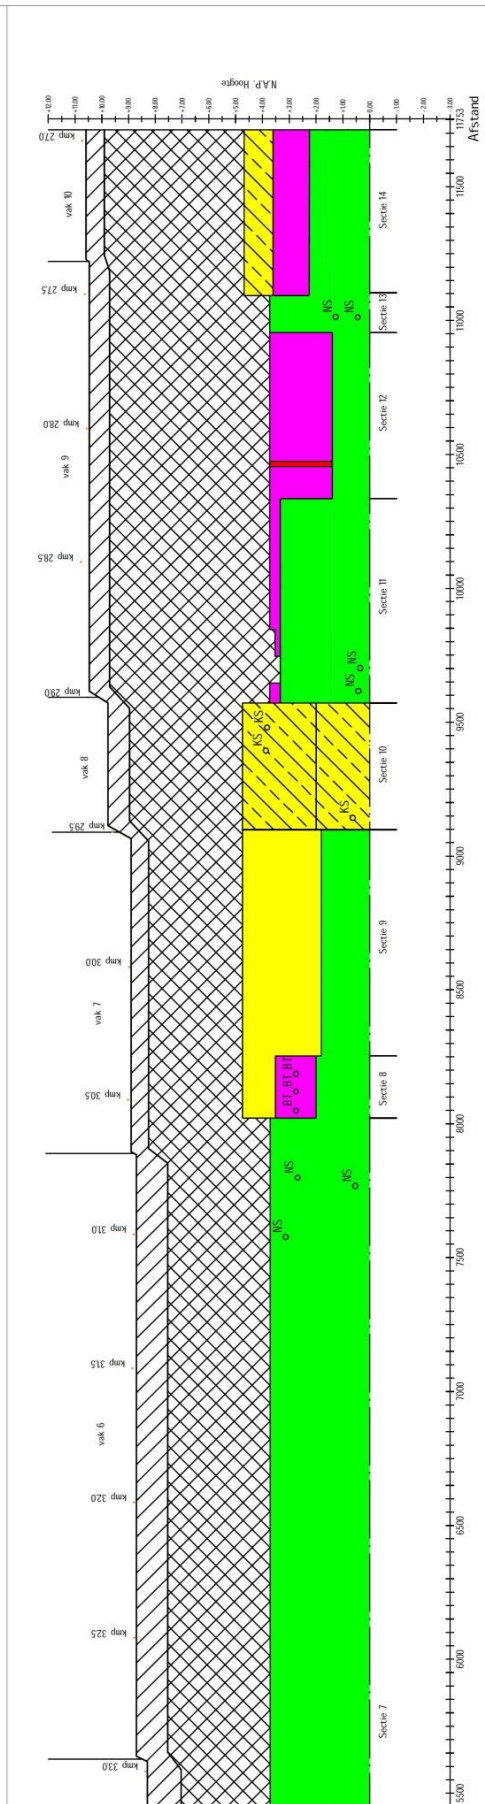 +12.00
+11.00
+10.00
+9.00
+8.00
+7.00
+6.00
+5.00
+4.00
+3.00
+2.00
+1.00
0.00
-1.00
-2.00
-3.00
N.A.P. Hoogte
11753
Afstand
kmp 27.0
vak 10
11500
Sectie 14
kmp 27.5
NS
NS
Sectie 13
11000
kmp 28.0
Sectie 12
vak 9
10500
kmp 28.5
Sectie 11
10000
NS
NS
kmp 29.0
KS
KS
9500
vak 8
Sectie 10
KS
kmp 29.5
9000
kmp 30.0
Sectie 9
vak 7
8500
BT
BT
BT
Sectie 8
kmp 30.5
8000
NS
NS
NS
kmp 31.0
7500
kmp 31.5
7000
vak 6
kmp 32.0
6500
kmp 32.5
6000
Sectie 7
kmp 33.0
5500